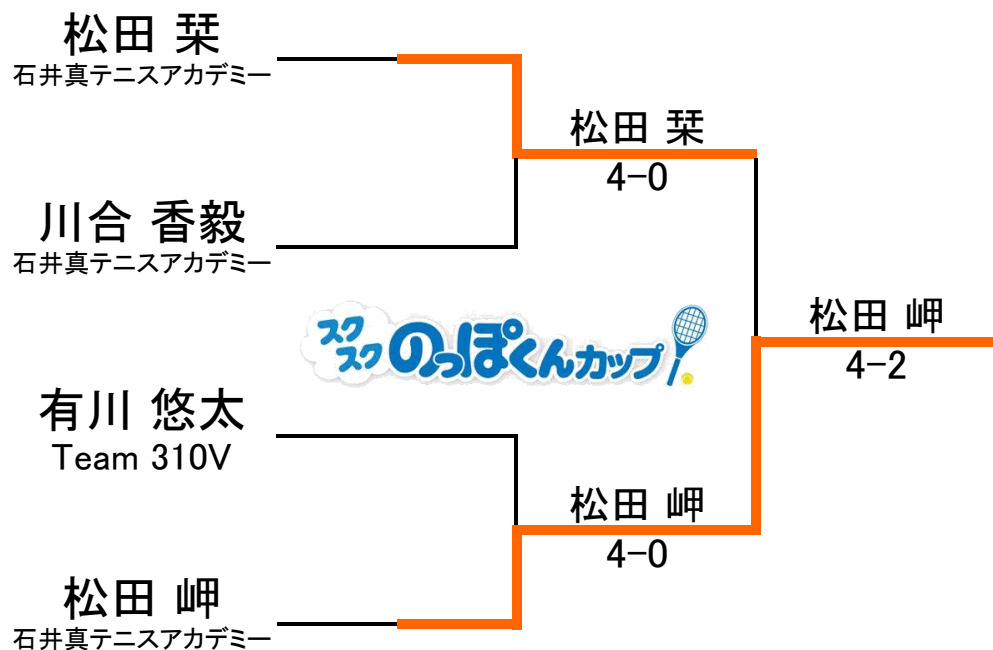 松田 栞
石井真テニスアカデミー
松田 栞
4-0
川合 香毅
石井真テニスアカデミー
スク
スク
のっぽくんカップ
松田 岬
4-2
有川 悠太
Team 310V
松田 岬
4-0
松田 岬
石井真テニスアカデミー